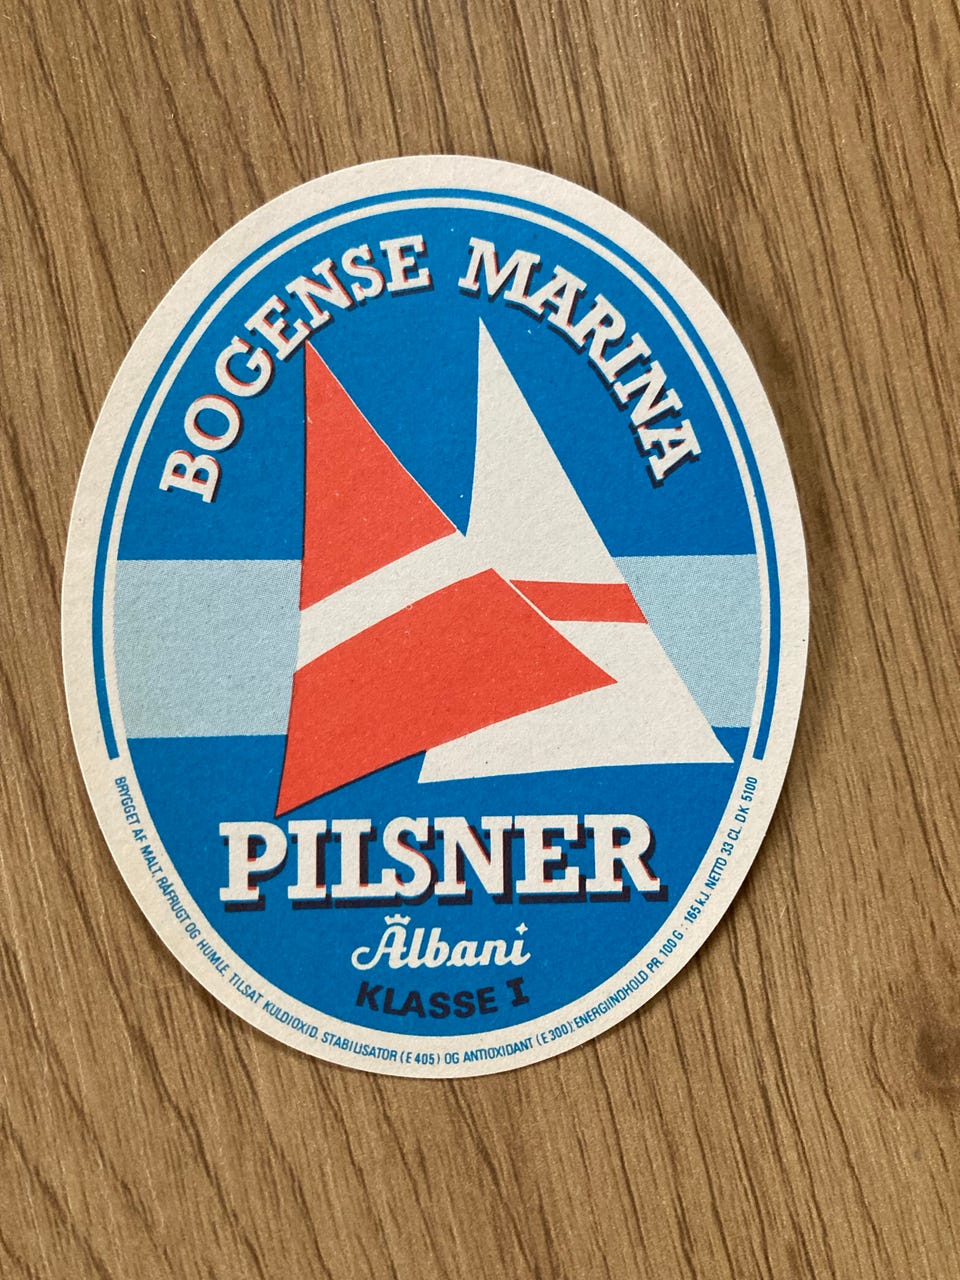 BOGENSE MARINA
PILSNER
Albani
KLASSE I
BRYGGET AF MALT, RÅFRUGT OG HUMLE, TILSAT KULDIOXID, STABILISATOR (E 405) OG ANTIOXIDANT (E 300). ENERGIINDHOLD PR. 100 G : 165 kJ. NETTO 33 CL. DK 5100